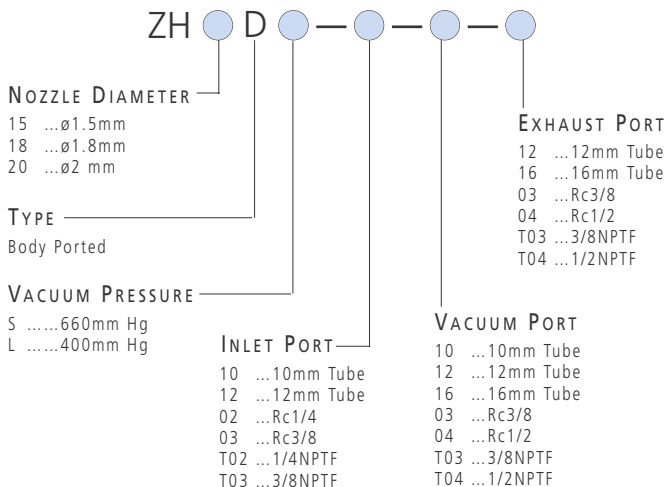 ZH D — — —
NOZZLE DIAMETER
15 ...ø1.5mm
18 ...ø1.8mm
20 ...ø2 mm
TYPE
Body Ported
VACUUM PRESSURE
S ......660mm Hg
L ......400mm Hg
INLET PORT
10 ...10mm Tube
12 ...12mm Tube
02 ...Rc1/4
03 ...Rc3/8
T02 ...1/4NPTF
T03 ...3/8NPTF
VACUUM PORT
10 ...10mm Tube
12 ...12mm Tube
16 ...16mm Tube
03 ...Rc3/8
04 ...Rc1/2
T03 ...3/8NPTF
T04 ...1/2NPTF
EXHAUST PORT
12 ...12mm Tube
16 ...16mm Tube
03 ...Rc3/8
04 ...Rc1/2
T03 ...3/8NPTF
T04 ...1/2NPTF